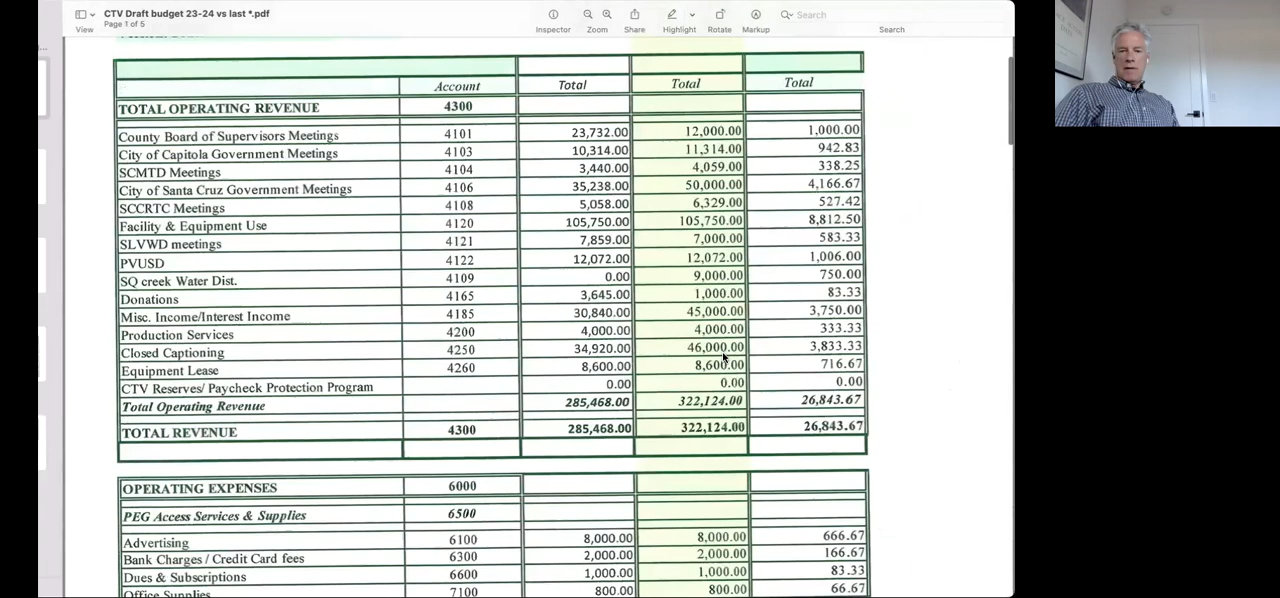 CTV Draft budget 23-24 vs last *.pdf
Page 1 of 5
View Inspector Zoom Share Highlight Rotate Markup Search Search
Account Total Total Total
TOTAL OPERATING REVENUE 4300
County Board of Supervisors Meetings 4101 23,732.00 12,000.00 1,000.00
City of Capitola Government Meetings 4103 10,314.00 11,314.00 942.83
SCMTD Meetings 4104 3,440.00 4,059.00 338.25
City of Santa Cruz Government Meetings 4106 35,238.00 50,000.00 4,166.67
SCCRTC Meetings 4108 5,058.00 6,329.00 527.42
Facility & Equipment Use 4120 105,750.00 105,750.00 8,812.50
SLVWD meetings 4121 7,859.00 7,000.00 583.33
PVUSD 4122 12,072.00 12,072.00 1,006.00
SQ creek Water Dist. 4109 0.00 9,000.00 750.00
Donations 4165 3,645.00 1,000.00 83.33
Misc. Income/Interest Income 4185 30,840.00 45,000.00 3,750.00
Production Services 4200 4,000.00 4,000.00 333.33
Closed Captioning 4250 34,920.00 46,000.00 3,833.33
Equipment Lease 4260 8,600.00 8,600.00 716.67
CTV Reserves/ Paycheck Protection Program 0.00 0.00 0.00
Total Operating Revenue 285,468.00 322,124.00 26,843.67
TOTAL REVENUE 4300 285,468.00 322,124.00 26,843.67
OPERATING EXPENSES 6000
PEG Access Services & Supplies 6500
Advertising 6100 8,000.00 8,000.00 666.67
Bank Charges / Credit Card fees 6300 2,000.00 2,000.00 166.67
Dues & Subscriptions 6600 1,000.00 1,000.00 83.33
Office Supplies 7100 800.00 800.00 66.67